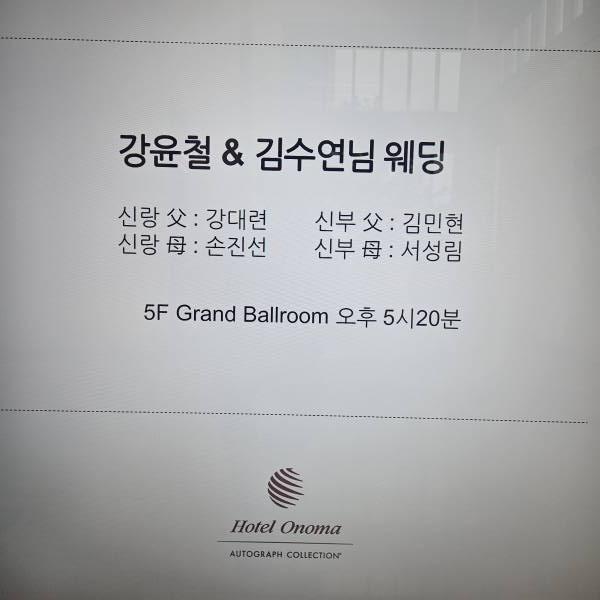 강윤철 & 김수연님 웨딩
신랑 父 : 강대련 신부 父 : 김민현
신랑 母 : 손진선 신부 母 : 서성림
5F Grand Ballroom 오후 5시20분
Hotel Onoma
AUTOGRAPH COLLECTION®